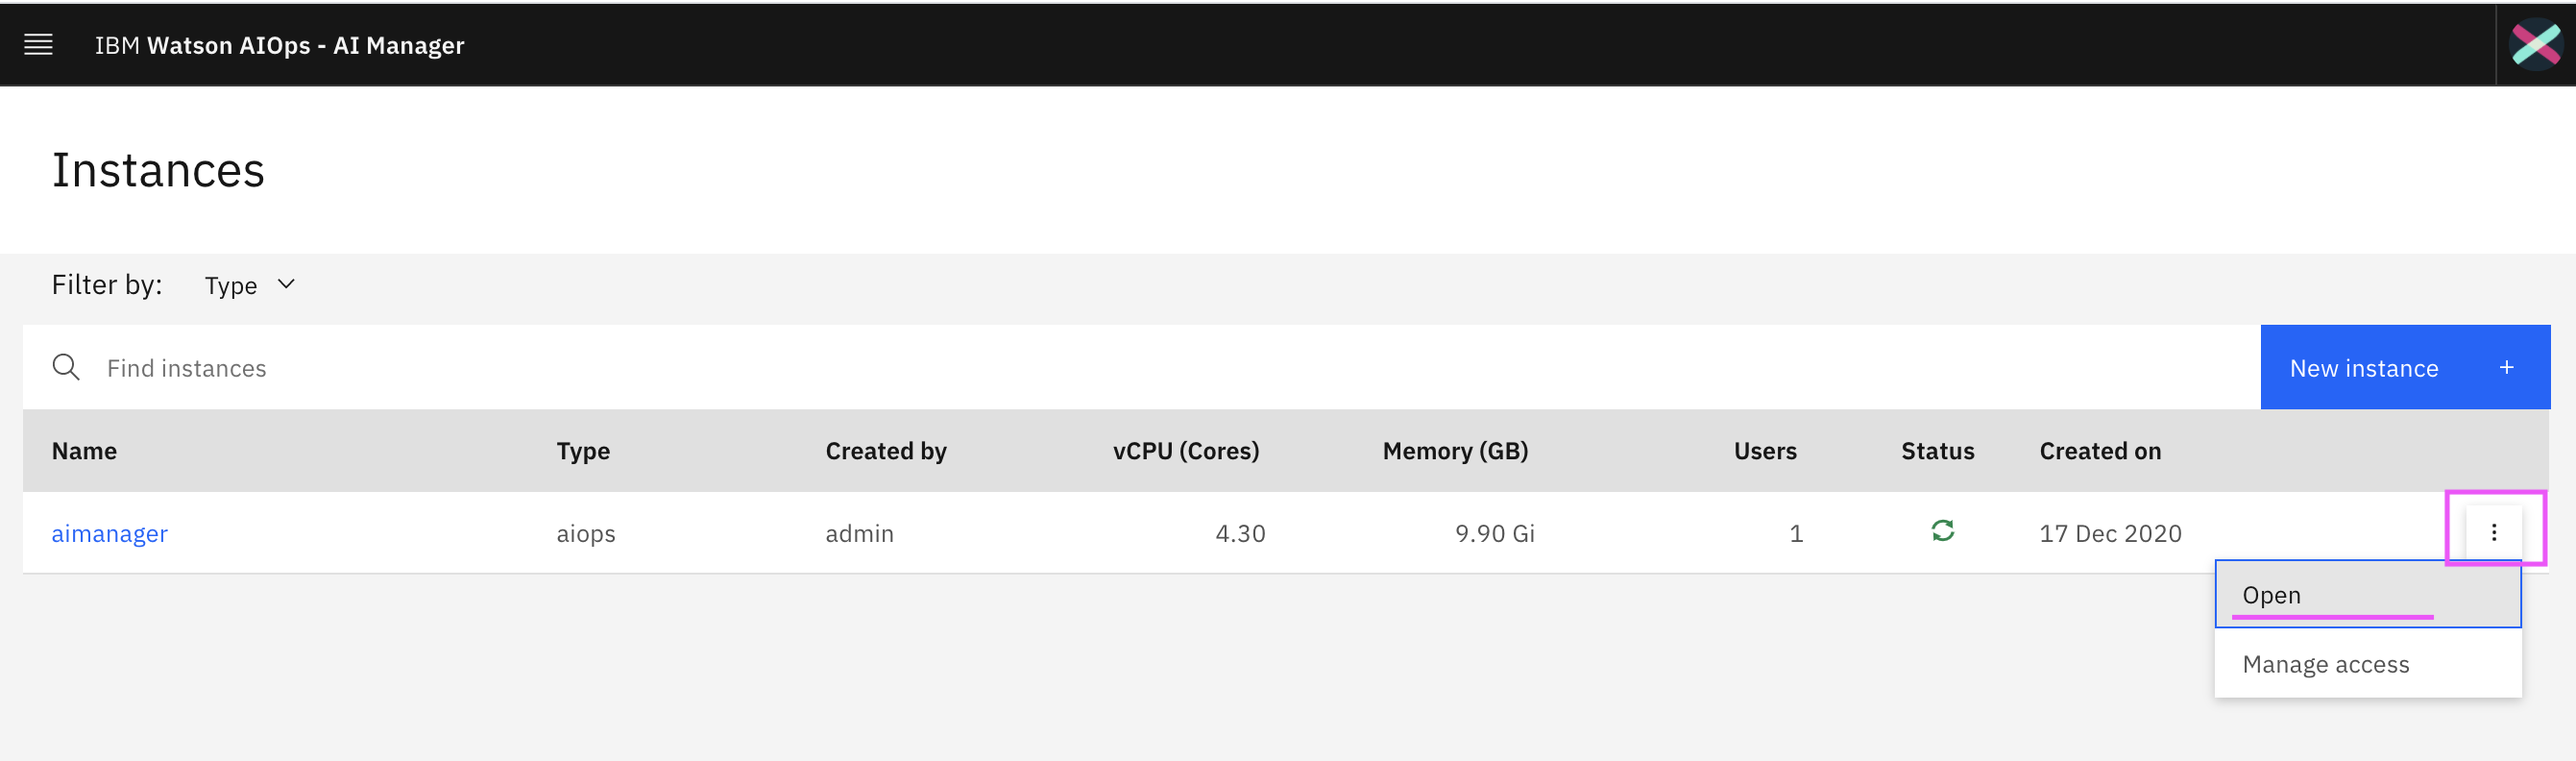 IBM Watson AIOps - AI Manager
Instances
Filter by: Type
Find instances
New instance +
Name Type Created by vCPU (Cores) Memory (GB) Users Status Created on
aimanager aiops admin 4.30 9.90 Gi 1 17 Dec 2020
Open
Manage access